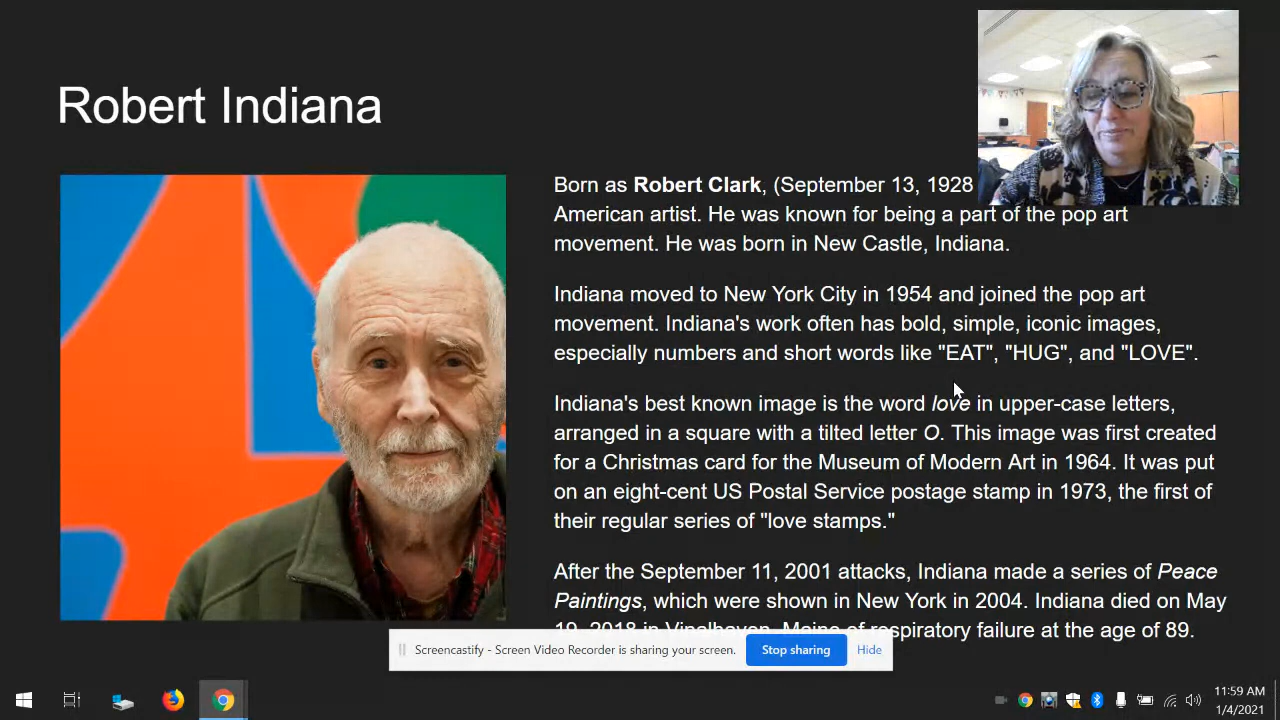 Robert Indiana
Born as Robert Clark, (September 13, 1928
American artist. He was known for being a part of the pop art
movement. He was born in New Castle, Indiana.
Indiana moved to New York City in 1954 and joined the pop art
movement. Indiana's work often has bold, simple, iconic images,
especially numbers and short words like "EAT", "HUG", and "LOVE".
Indiana's best known image is the word love in upper-case letters,
arranged in a square with a tilted letter O. This image was first created
for a Christmas card for the Museum of Modern Art in 1964. It was put
on an eight-cent US Postal Service postage stamp in 1973, the first of
their regular series of "love stamps."
After the September 11, 2001 attacks, Indiana made a series of Peace
Paintings, which were shown in New York in 2004. Indiana died on May
19, 2018 in Vinalhaven, Maine of respiratory failure at the age of 89.
Screencastify - Screen Video Recorder is sharing your screen.
Stop sharing
Hide
11:59 AM
1/4/2021